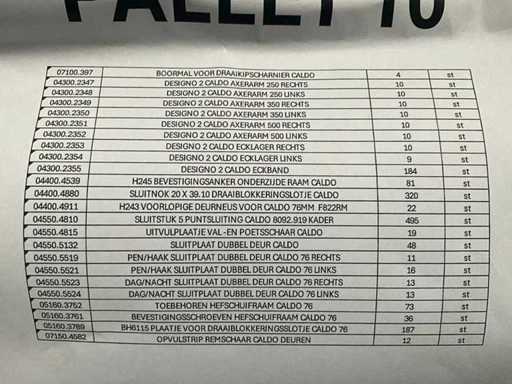 PALLET 10
07100.397 BOORMAL VOOR DRAAIKIPSCHARNIER CALDO 4 st
04300.2347 DESIGNO 2 CALDO AXERARM 250 RECHTS 10 st
04300.2348 DESIGNO 2 CALDO AXERARM 250 LINKS 10 st
04300.2349 DESIGNO 2 CALDO AXERARM 350 RECHTS 10 st
04300.2350 DESIGNO 2 CALDO AXERARM 350 LINKS 10 st
04300.2351 DESIGNO 2 CALDO AXERARM 500 RECHTS 10 st
04300.2352 DESIGNO 2 CALDO AXERARM 500 LINKS 10 st
04300.2353 DESIGNO 2 CALDO ECKLAGER RECHTS 10 st
04300.2354 DESIGNO 2 CALDO ECKLAGER LINKS 9 st
04300.2355 DESIGNO 2 CALDO ECKBAND 184 st
04400.4539 H245 BEVESTIGINGSANKER ONDERZIJDE RAAM CALDO 81 st
04400.4880 SLUITNOK 20 X 39.10 DRAAIBLOKKERINGSSLOTJE CALDO 320 st
04400.4911 H243 VOORLOPIGE DEURNEUS VOOR CALDO 76MM F822RM 22 st
04550.4810 SLUITSTUK 5 PUNTSLUITING CALDO 8092.919 KADER 495 st
04550.4815 UITVULPLAATJE VAL -EN POETSSCHAAR CALDO 19 st
04550.5132 SLUITPLAAT DUBBEL DEUR CALDO 48 st
04550.5519 PEN/HAAK SLUITPLAAT DUBBEL DEUR CALDO 76 RECHTS 11 st
04550.5521 PEN/HAAK SLUITPLAAT DUBBEL DEUR CALDO 76 LINKS 16 st
04550.5523 DAG/NACHT SLUITPLAAT DUBBEL DEUR CALDO 76 RECHTS 13 st
04550.5524 DAG/NACHT SLUITPLAAT DUBBEL DEUR CALDO 76 LINKS 13 st
05160.3752 TOEBEHOREN HEFSCHUIFRAAM CALDO 76 73 st
05160.3761 BEVESTIGINGSSCHROEVEN HEFSCHUIFRAAM CALDO 76 36 st
05160.3789 BH6115 PLAATJE VOOR DRAAIBLOKKERINGSSLOTJE CALDO 76 187 st
07150.4582 OPVULSTRIP REMSCHAAR CALDO DEUREN 12 st